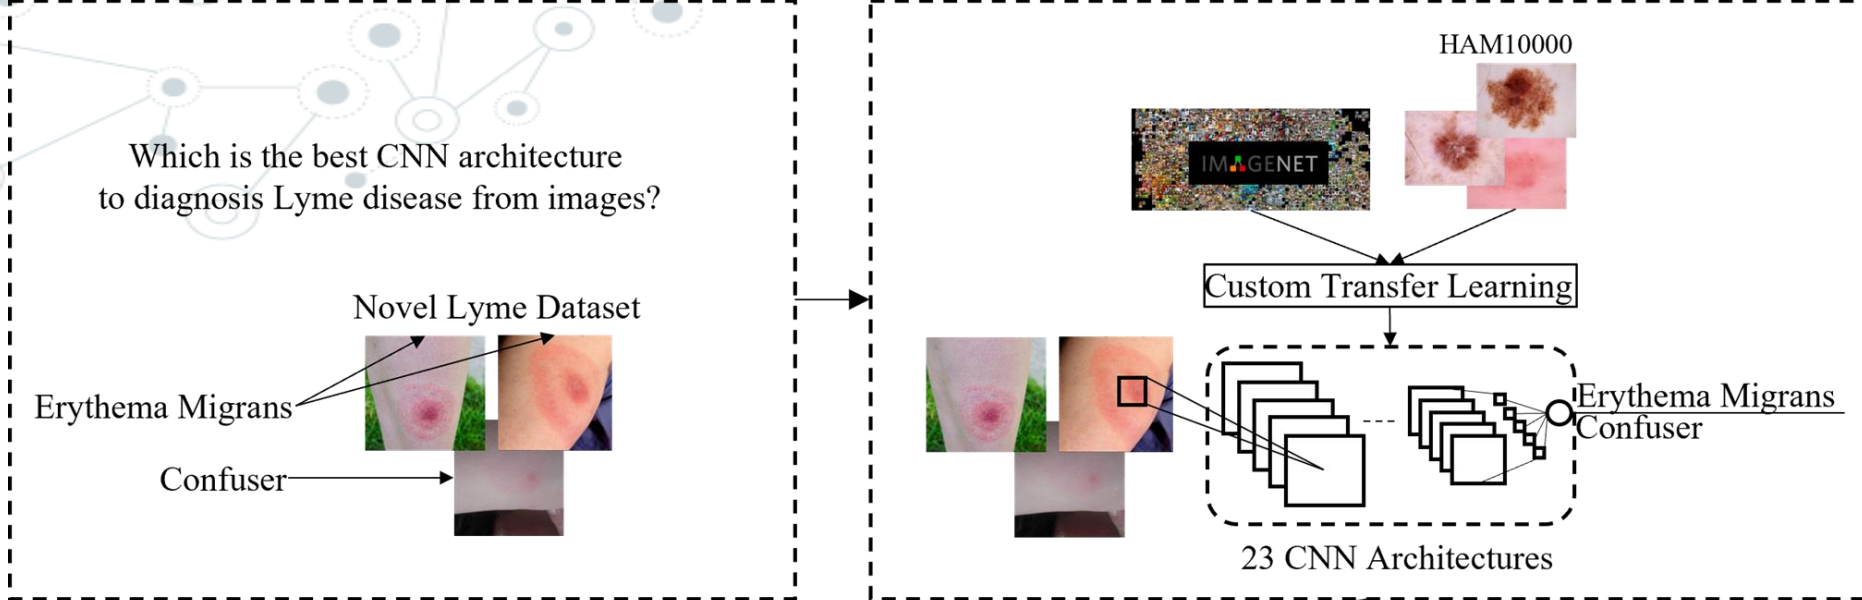 Which is the best CNN architecture
to diagnosis Lyme disease from images?
Novel Lyme Dataset
Erythema Migrans
Confuser
HAM10000
IMAGENET
Custom Transfer Learning
Erythema Migrans
Confuser
23 CNN Architectures